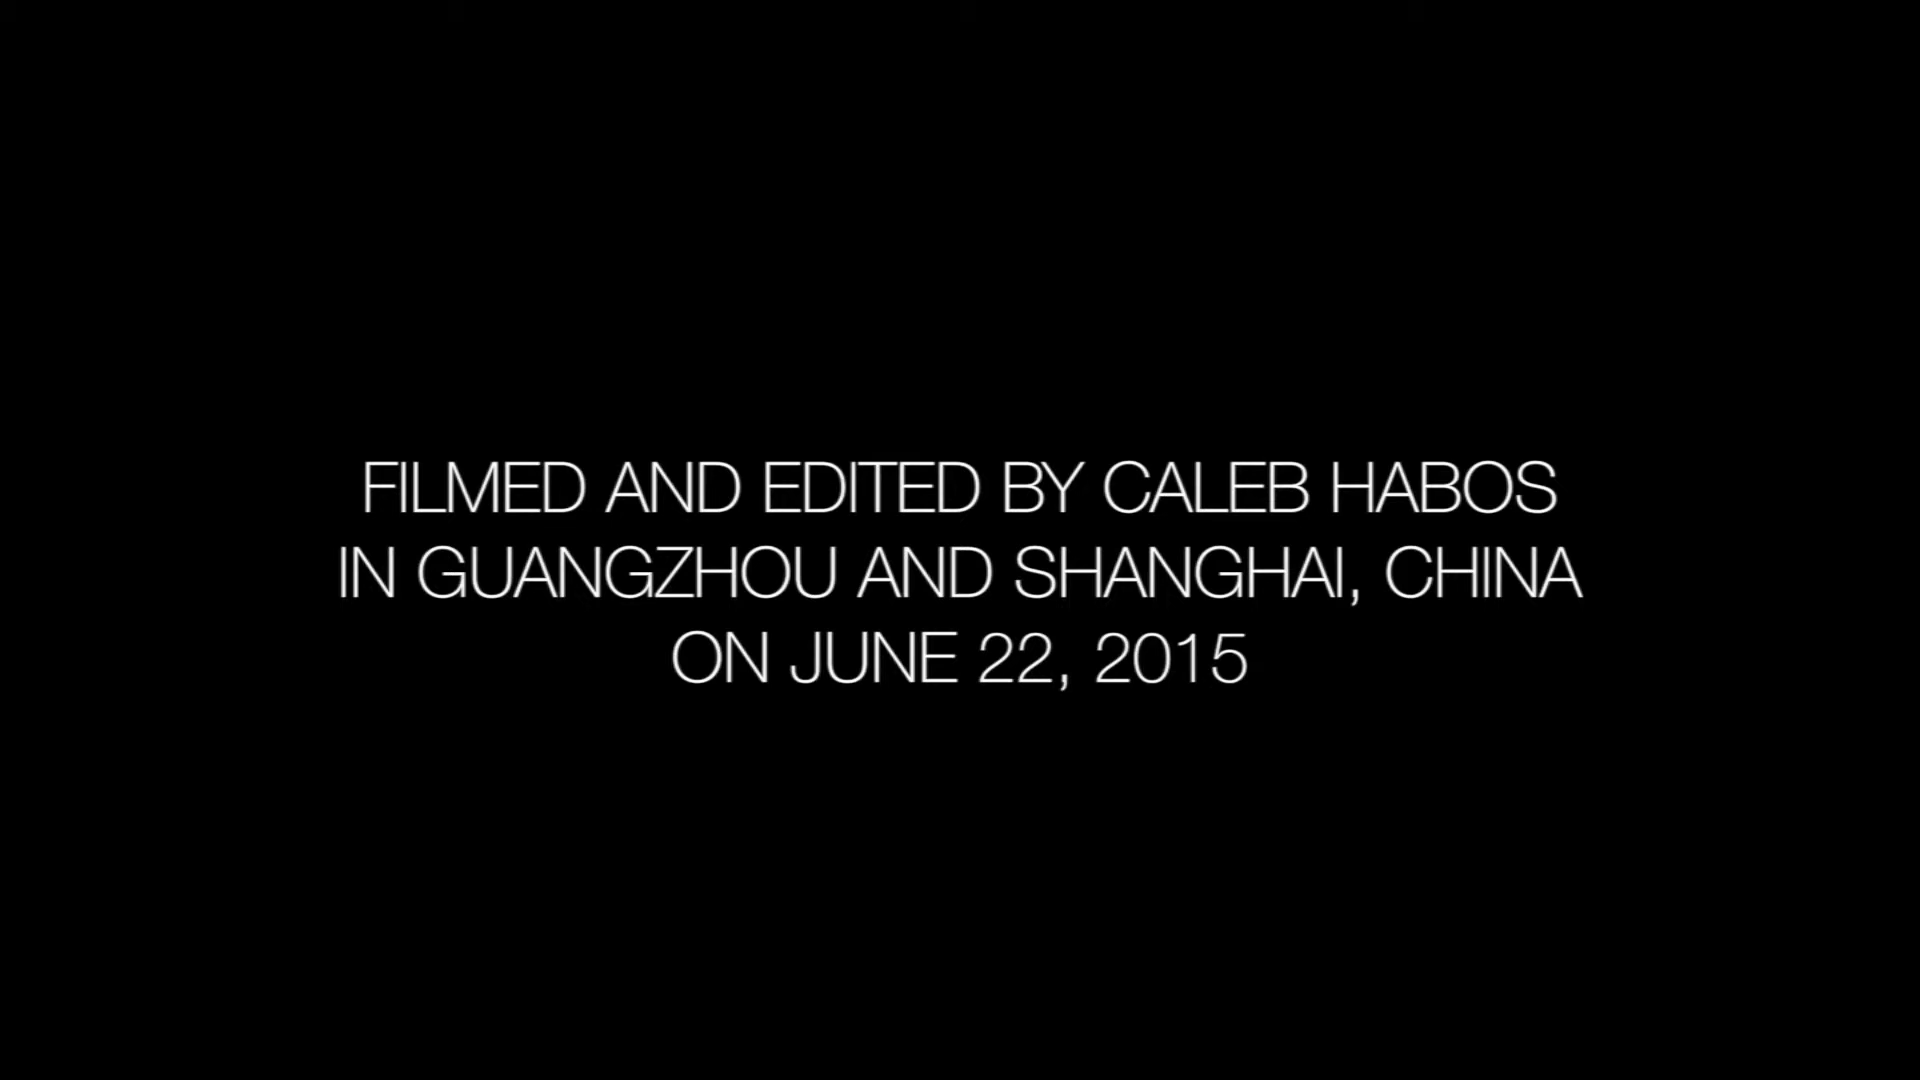 FILMED AND EDITED BY CALEB HABOS
IN GUANGZHOU AND SHANGHAI, CHINA
ON JUNE 22, 2015